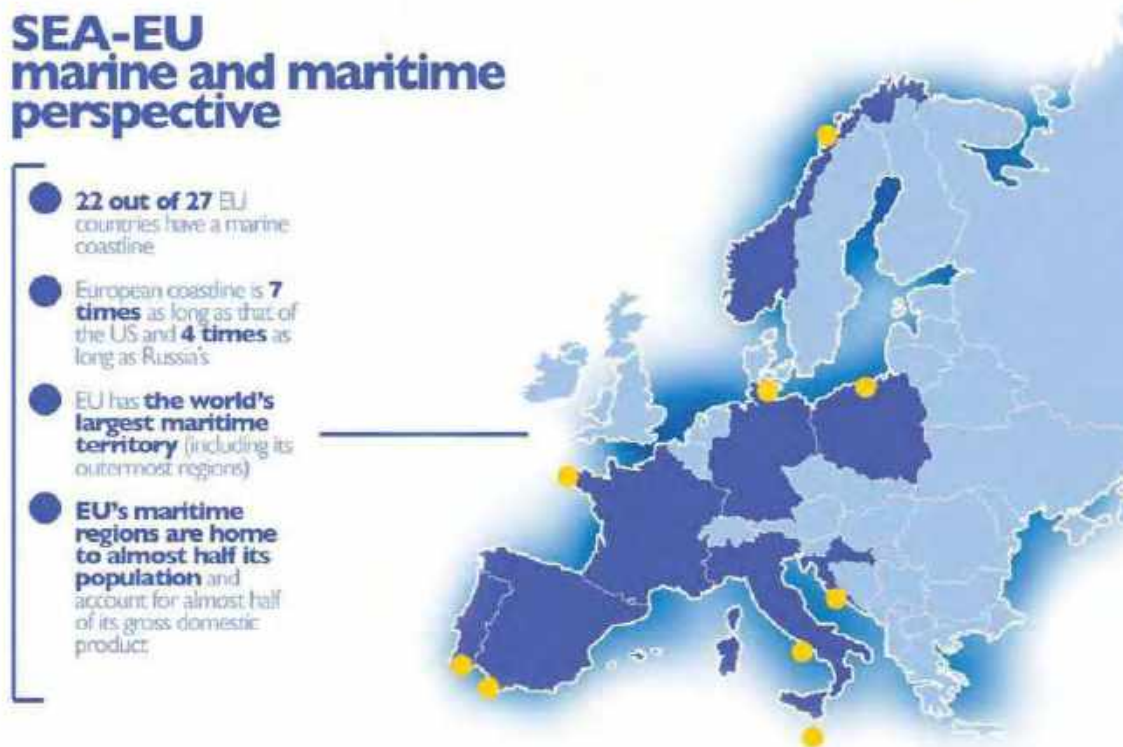 SEA-EU
marine and maritime
perspective
22 out of 27 EU
countries have a marine
coastline
European coastline is 7
times as long as that of
the US and 4 times as
long as Russia's
EU has the world's
largest maritime
territory (including its
outermost regions)
EU's maritime
regions are home
to almost half its
population and
account for almost half
of its gross domestic
product